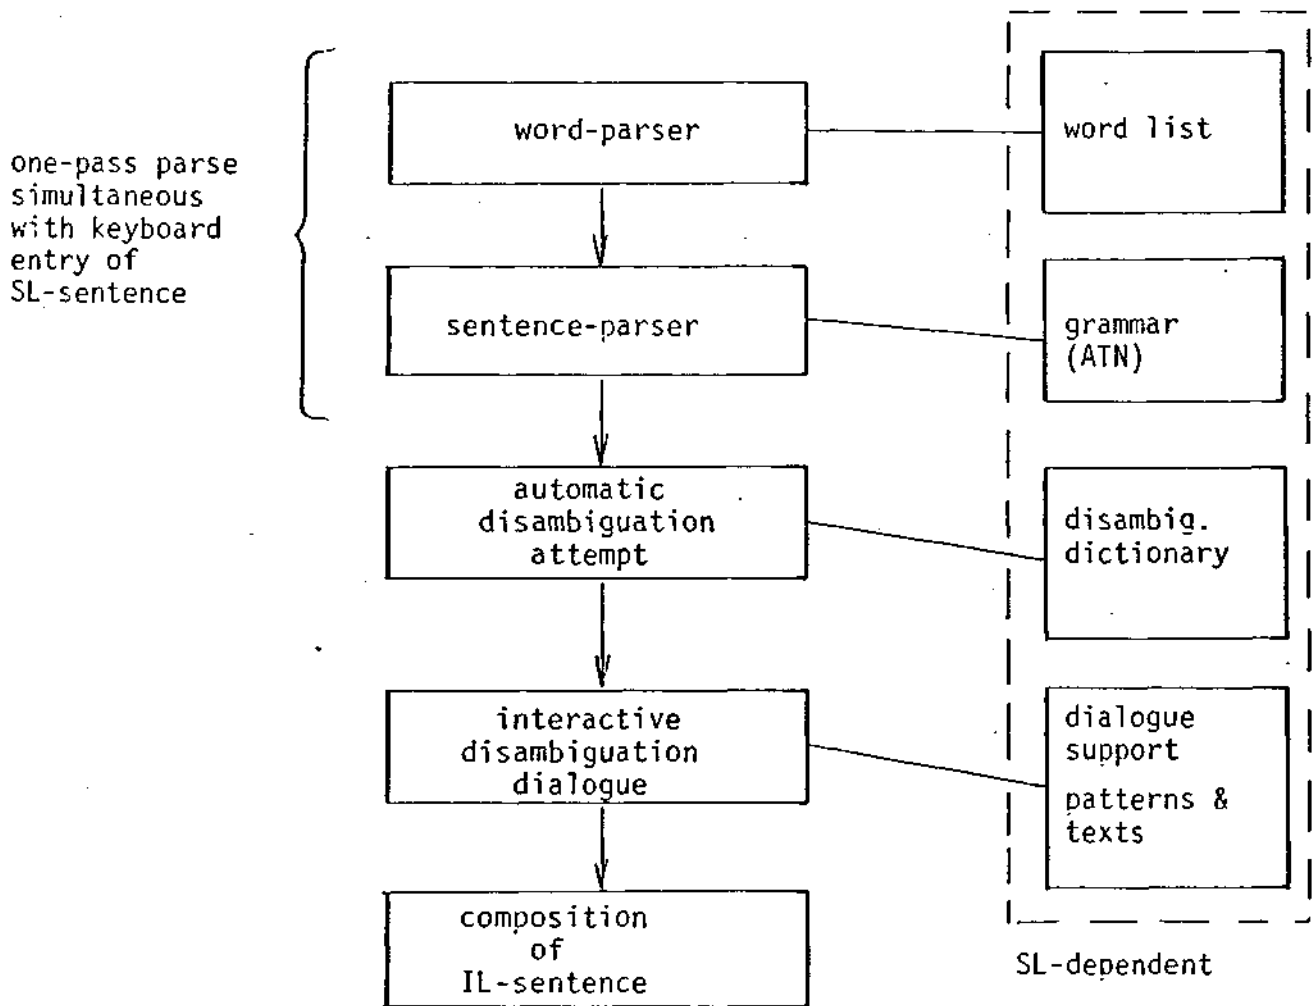 one-pass parse
simultaneous
with keyboard
entry of
SL-sentence
word-parser
sentence-parser
automatic
disambiguation
attempt
interactive
disambiguation
dialogue
composition
of
IL-sentence
word list
grammar
(ATN)
disambig.
dictionary
dialogue
support
patterns &
texts
SL-dependent